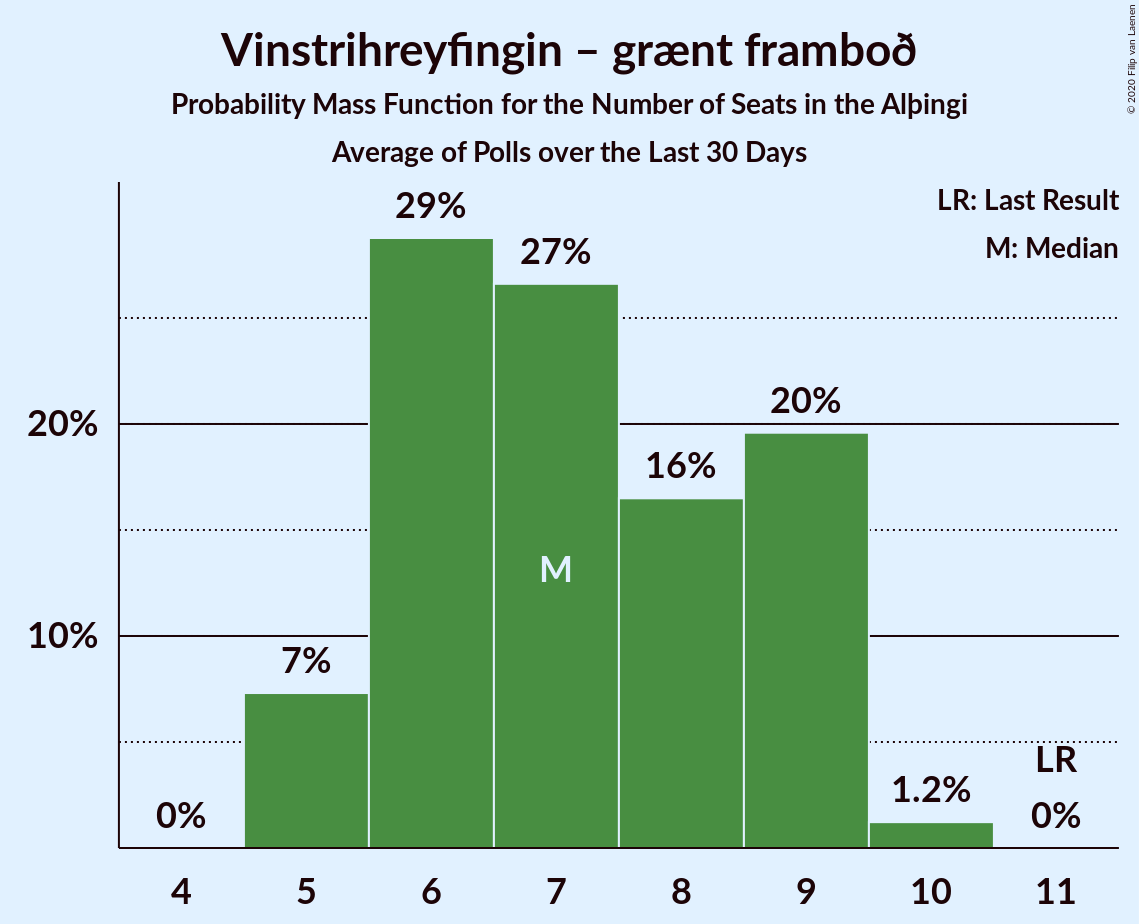 Vinstrihreyfingin – grænt framboð
Probability Mass Function for the Number of Seats in the Alþingi
Average of Polls over the Last 30 Days
© 2020 Filip van Laenen
LR: Last Result
M: Median
29%
27%
20%
20%
16%
M
10%
7%
LR
1.2%
0%
0%
4 5 6 7 8 9 10 11